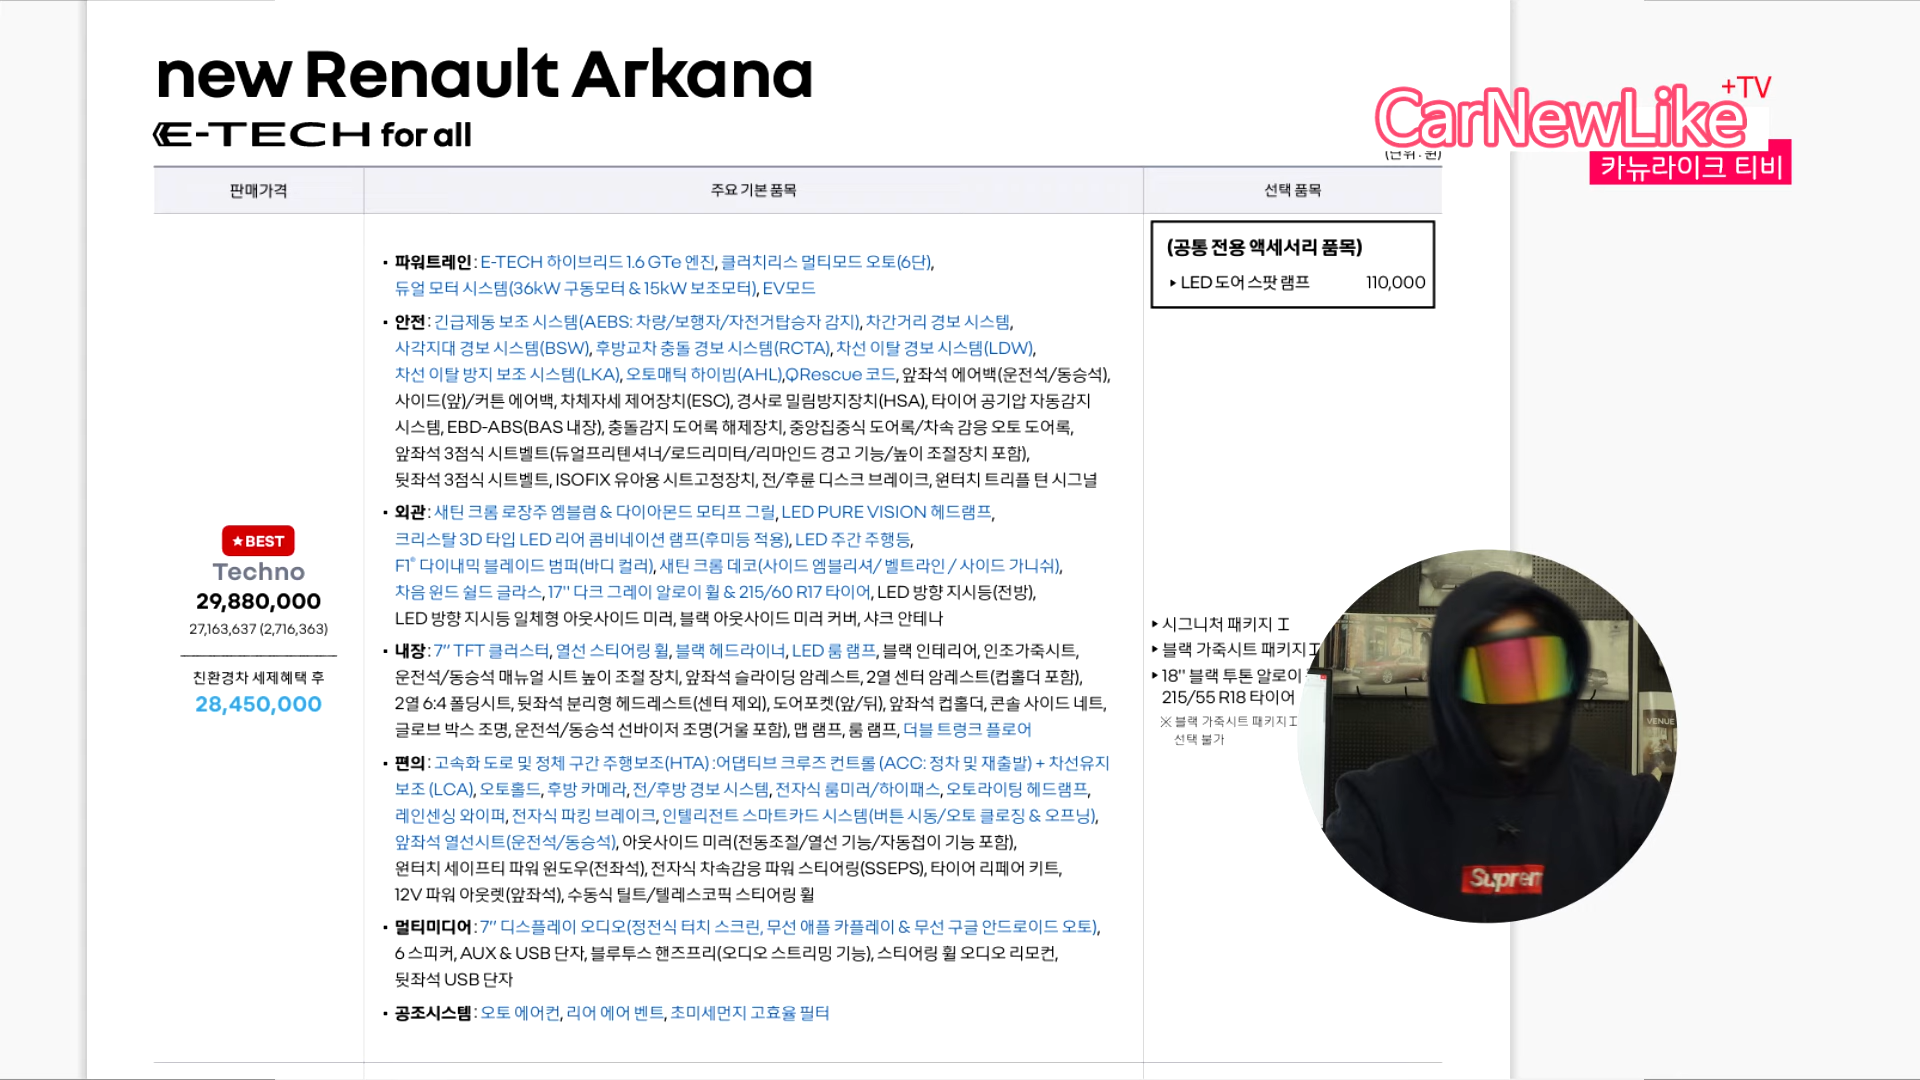 new Renault Arkana
E-TECH for all
CarNewLike +TV
카뉴라이크 티비
(단위 : 원)
판매가격
주요 기본 품목
선택 품목
(공통 전용 액세서리 품목)
▸ LED 도어 스팟 램프 110,000
• 파워트레인 : E-TECH 하이브리드 1.6 GTe 엔진, 클러치리스 멀티모드 오토(6단),
듀얼 모터 시스템(36kW 구동모터 & 15kW 보조모터), EV모드
• 안전 : 긴급제동 보조 시스템(AEBS: 차량/보행자/자전거탑승자 감지), 차간거리 경보 시스템,
사각지대 경보 시스템(BSW), 후방교차 충돌 경보 시스템(RCTA), 차선 이탈 경보 시스템(LDW),
차선 이탈 방지 보조 시스템(LKA), 오토매틱 하이빔(AHL),QRescue 코드, 앞좌석 에어백(운전석/동승석),
사이드(앞)/커튼 에어백, 차체자세 제어장치(ESC), 경사로 밀림방지장치(HSA), 타이어 공기압 자동감지
시스템, EBD-ABS(BAS 내장), 충돌감지 도어록 해제장치, 중앙집중식 도어록/차속 감응 오토 도어록,
앞좌석 3점식 시트벨트(듀얼프리텐셔너/로드리미터/리마인드 경고 기능/높이 조절장치 포함),
뒷좌석 3점식 시트벨트, ISOFIX 유아용 시트고정장치, 전/후륜 디스크 브레이크, 원터치 트리플 턴 시그널
• 외관 : 새틴 크롬 로장주 엠블럼 & 다이아몬드 모티프 그릴, LED PURE VISION 헤드램프,
크리스탈 3D 타입 LED 리어 콤비네이션 램프(후미등 적용), LED 주간 주행등,
F1® 다이내믹 블레이드 범퍼(바디 컬러), 새틴 크롬 데코(사이드 엠블리셔/ 벨트라인 / 사이드 가니쉬),
차음 윈드 쉴드 글라스, 17" 다크 그레이 알로이 휠 & 215/60 R17 타이어, LED 방향 지시등(전방),
LED 방향 지시등 일체형 아웃사이드 미러, 블랙 아웃사이드 미러 커버, 샤크 안테나
• 내장 : 7" TFT 클러스터, 열선 스티어링 휠, 블랙 헤드라이너, LED 룸 램프, 블랙 인테리어, 인조가죽시트,
운전석/동승석 매뉴얼 시트 높이 조절 장치, 앞좌석 슬라이딩 암레스트, 2열 센터 암레스트(컵홀더 포함),
2열 6:4 폴딩시트, 뒷좌석 분리형 헤드레스트(센터 제외), 도어포켓(앞/뒤), 앞좌석 컵홀더, 콘솔 사이드 네트,
글로브 박스 조명, 운전석/동승석 선바이저 조명(거울 포함), 맵 램프, 룸 램프, 더블 트렁크 플로어
• 편의 : 고속화 도로 및 정체 구간 주행보조(HTA) :어댑티브 크루즈 컨트롤 (ACC: 정차 및 재출발) + 차선유지
보조 (LCA), 오토홀드, 후방 카메라, 전/후방 경보 시스템, 전자식 룸미러/하이패스, 오토라이팅 헤드램프,
레인센싱 와이퍼, 전자식 파킹 브레이크, 인텔리전트 스마트카드 시스템(버튼 시동/오토 클로징 & 오프닝),
앞좌석 열선시트(운전석/동승석), 아웃사이드 미러(전동조절/열선 기능/자동접이 기능 포함),
원터치 세이프티 파워 윈도우(전좌석), 전자식 차속감응 파워 스티어링(SSEPS), 타이어 리페어 키트,
12V 파워 아웃렛(앞좌석), 수동식 틸트/텔레스코픽 스티어링 휠
• 멀티미디어 : 7" 디스플레이 오디오(정전식 터치 스크린, 무선 애플 카플레이 & 무선 구글 안드로이드 오토),
6 스피커, AUX & USB 단자, 블루투스 핸즈프리(오디오 스트리밍 기능), 스티어링 휠 오디오 리모컨,
뒷좌석 USB 단자
• 공조시스템 : 오토 에어컨, 리어 에어 벤트, 초미세먼지 고효율 필터
★BEST
Techno
29,880,000
27,163,637 (2,716,363)
친환경차 세제혜택 후
28,450,000
▸ 시그니처 패키지 Ⅰ
▸ 블랙 가죽시트 패키지Ⅰ
▸ 18" 블랙 투톤 알로이
215/55 R18 타이어
※ 블랙 가죽시트 패키지Ⅰ
선택 불가
VENUE
Suprem